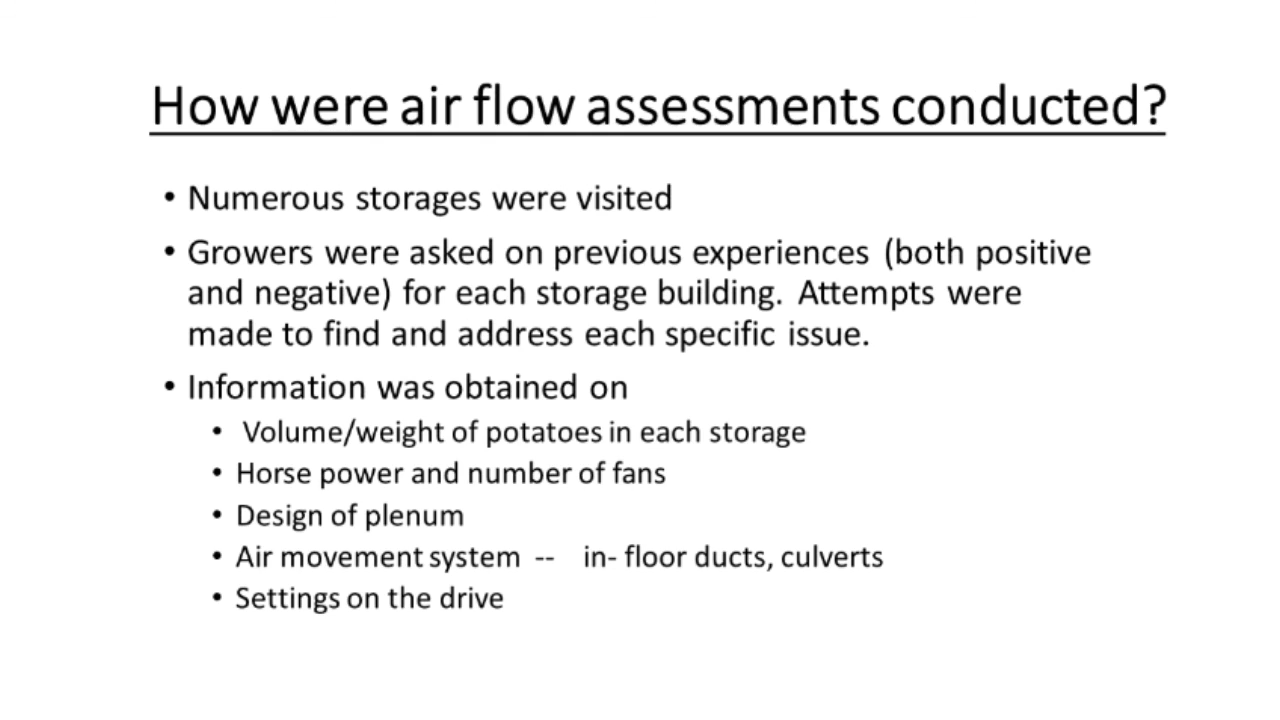 How were air flow assessments conducted?
• Numerous storages were visited
• Growers were asked on previous experiences (both positive
and negative) for each storage building. Attempts were
made to find and address each specific issue.
• Information was obtained on
• Volume/weight of potatoes in each storage
• Horse power and number of fans
• Design of plenum
• Air movement system -- in- floor ducts, culverts
• Settings on the drive